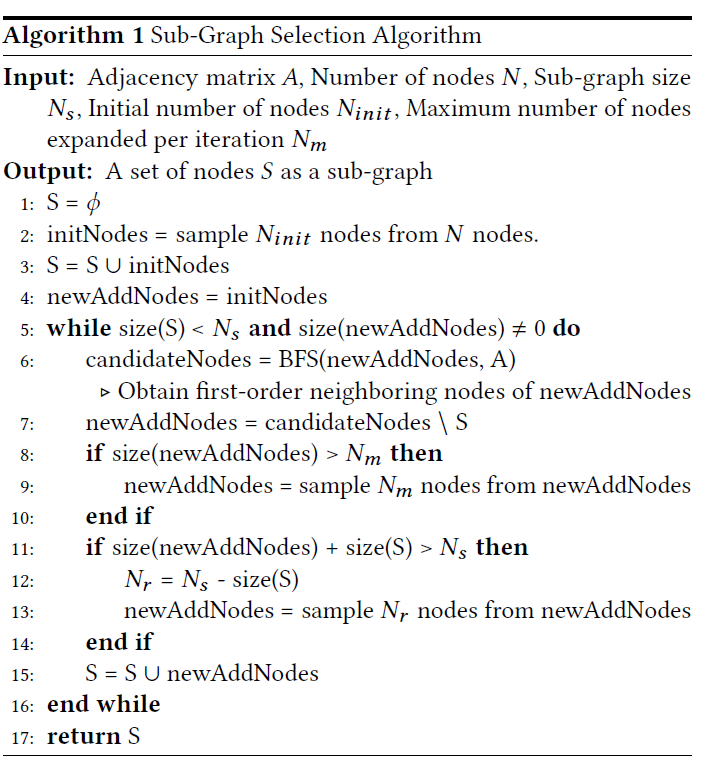 Algorithm 1 Sub-Graph Selection Algorithm
Input: Adjacency matrix A, Number of nodes N, Sub-graph size
N_s, Initial number of nodes N_init, Maximum number of nodes
expanded per iteration N_m
Output: A set of nodes S as a sub-graph
1: S = ϕ
2: initNodes = sample N_init nodes from N nodes.
3: S = S ∪ initNodes
4: newAddNodes = initNodes
5: while size(S) < N_s and size(newAddNodes) ≠ 0 do
6: candidateNodes = BFS(newAddNodes, A)
▹ Obtain first-order neighboring nodes of newAddNodes
7: newAddNodes = candidateNodes \ S
8: if size(newAddNodes) > N_m then
9: newAddNodes = sample N_m nodes from newAddNodes
10: end if
11: if size(newAddNodes) + size(S) > N_s then
12: N_r = N_s - size(S)
13: newAddNodes = sample N_r nodes from newAddNodes
14: end if
15: S = S ∪ newAddNodes
16: end while
17: return S